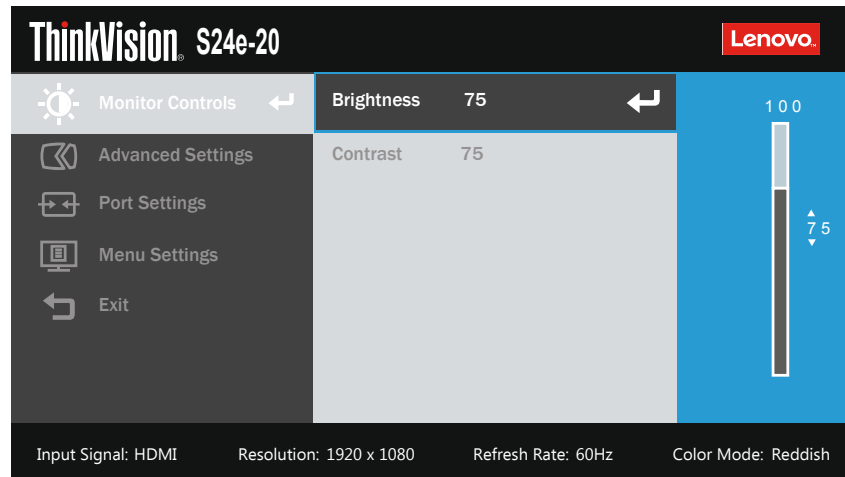 ThinkVision® S24e-20
Lenovo™
Monitor Controls
Brightness 75
100
Advanced Settings
Contrast 75
Port Settings
75
Menu Settings
Exit
Input Signal: HDMI Resolution: 1920 x 1080 Refresh Rate: 60Hz Color Mode: Reddish